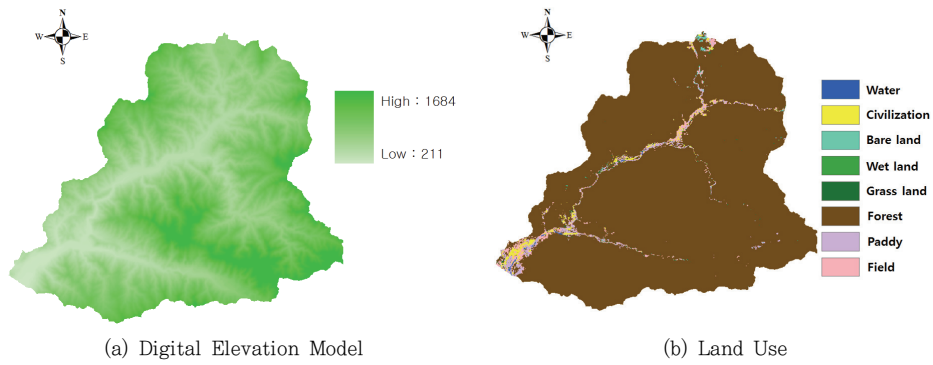 N
W E
S
High : 1684
Low : 211
(a) Digital Elevation Model
N
W E
S
Water
Civilization
Bare land
Wet land
Grass land
Forest
Paddy
Field
(b) Land Use